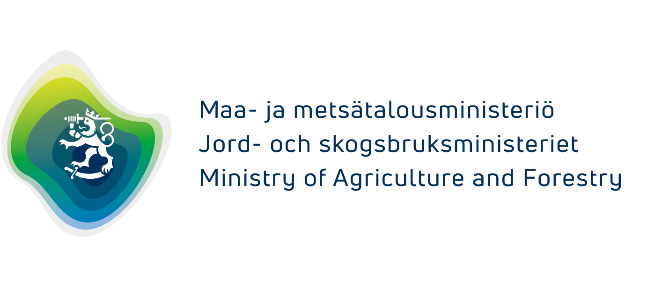 Maa- ja metsätalousministeriö
Jord- och skogsbruksministeriet
Ministry of Agriculture and Forestry